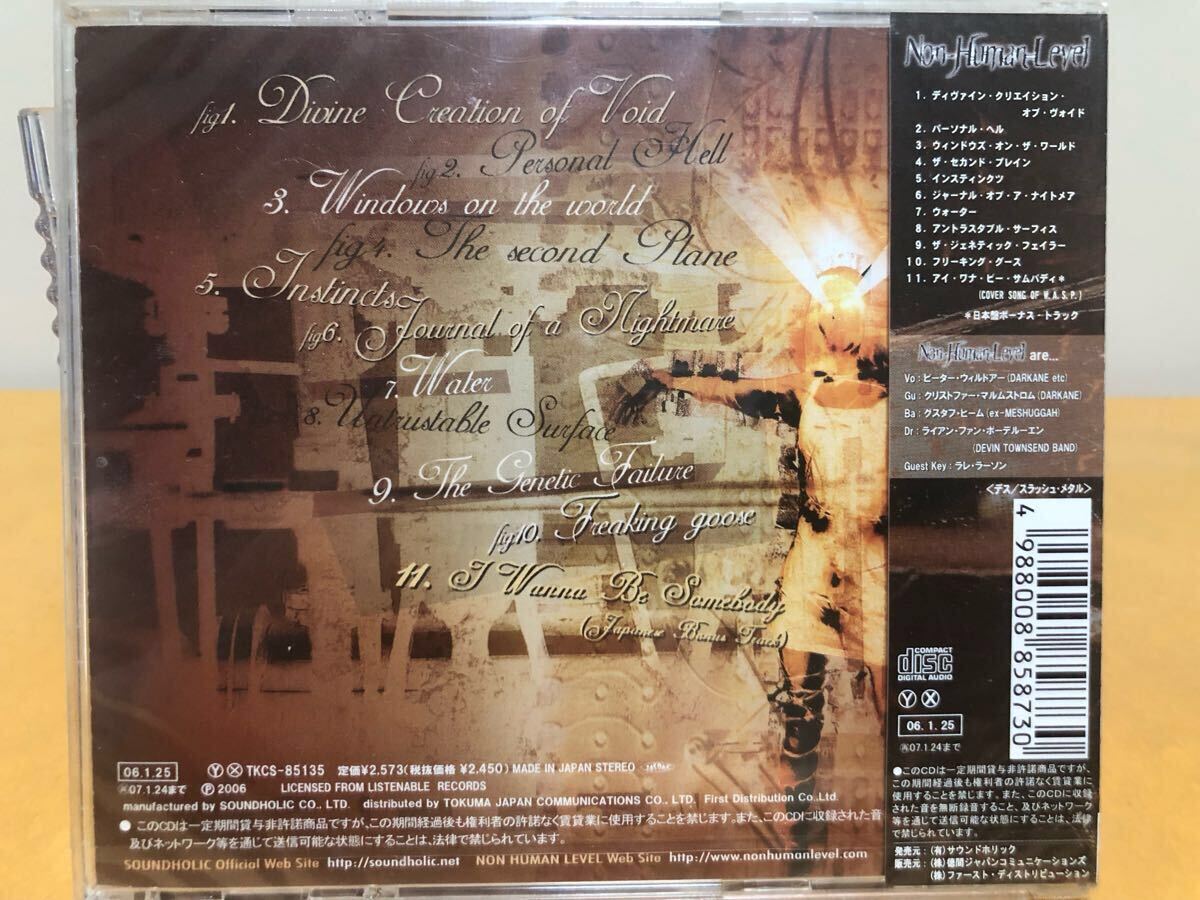 fig1. Divine Creation of Void
fig 2. Personal Hell
3. Windows on the world
fig 4. The second Plane
5. Instincts
fig6. Journal of a Nightmare
7. Water
8. Untrustable Surface
9. The Genetic Failure
fig10. Freaking goose
11. I Wanna Be Somebody
(Japanese Bonus Track)
06.1.25
Ⓨ Ⓧ TKCS-85135 定価¥2.573(税抜価格 ¥2.450) MADE IN JAPAN STEREO
㋐07.1.24まで
Ⓟ 2006 LICENSED FROM LISTENABLE RECORDS
manufactured by SOUNDHOLIC CO., LTD. distributed by TOKUMA JAPAN COMMUNICATIONS CO., LTD. First Distribution Co.,Ltd.
● このCDは一定期間貸与非許諾商品ですが、この期間経過後も権利者の許諾なく賃貸業に使用することを禁じます。また、このCDに収録された音
及びネットワーク等を通じて送信可能な状態にすることは、法律で禁じられています。
SOUNDHOLIC Official Web Site http://soundholic.net NON HUMAN LEVEL Web Site http://www.nonhumanlevel.com
Non-Human-Level
1. ディヴァイン・クリエイション・
オブ・ヴォイド
2. パーソナル・ヘル
3. ウィンドウズ・オン・ザ・ワールド
4. ザ・セカンド・プレイン
5. インスティンクツ
6. ジャーナル・オブ・ア・ナイトメア
7. ウォーター
8. アントラスタブル・サーフィス
9. ザ・ジェネティック・フェイラー
10. フリーキング・グース
11. アイ・ワナ・ビー・サムバディ*
(COVER SONG OF W.A.S.P.)
*日本盤ボーナス・トラック
Non-Human-Level are...
Vo:ピーター・ウィルドアー(DARKANE etc)
Gu:クリストファー・マルムストロム(DARKANE)
Ba:グスタフ・ヒーム(ex-MESHUGGAH)
Dr:ライアン・ファン・ポーデルーエン
(DEVIN TOWNSEND BAND)
Guest Key:ラレ・ラーソン
<デス/スラッシュ・メタル>
4 988008 858730
COMPACT
disc
DIGITAL AUDIO
Ⓨ Ⓧ
06.1.25
07.1.24まで
●このCDは一定期間貸与非許諾商品ですが、
この期間経過後も権利者の許諾なく賃貸業に
使用することを禁じます。また、このCDに収録
された音を無断録音すること、及びネットワーク
等を通じて送信可能な状態にすることは、法律
で禁じられています。
発売元:(有)サウンドホリック
販売元:(株)徳間ジャパンコミュニケーションズ
(株)ファースト・ディストリビューション